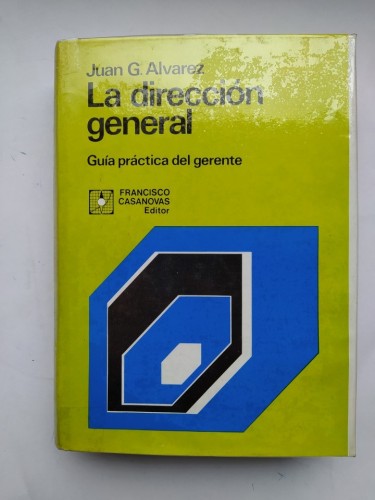 Juan G. Alvarez
La dirección
general
Guía práctica del gerente
FRANCISCO
CASANOVAS
Editor